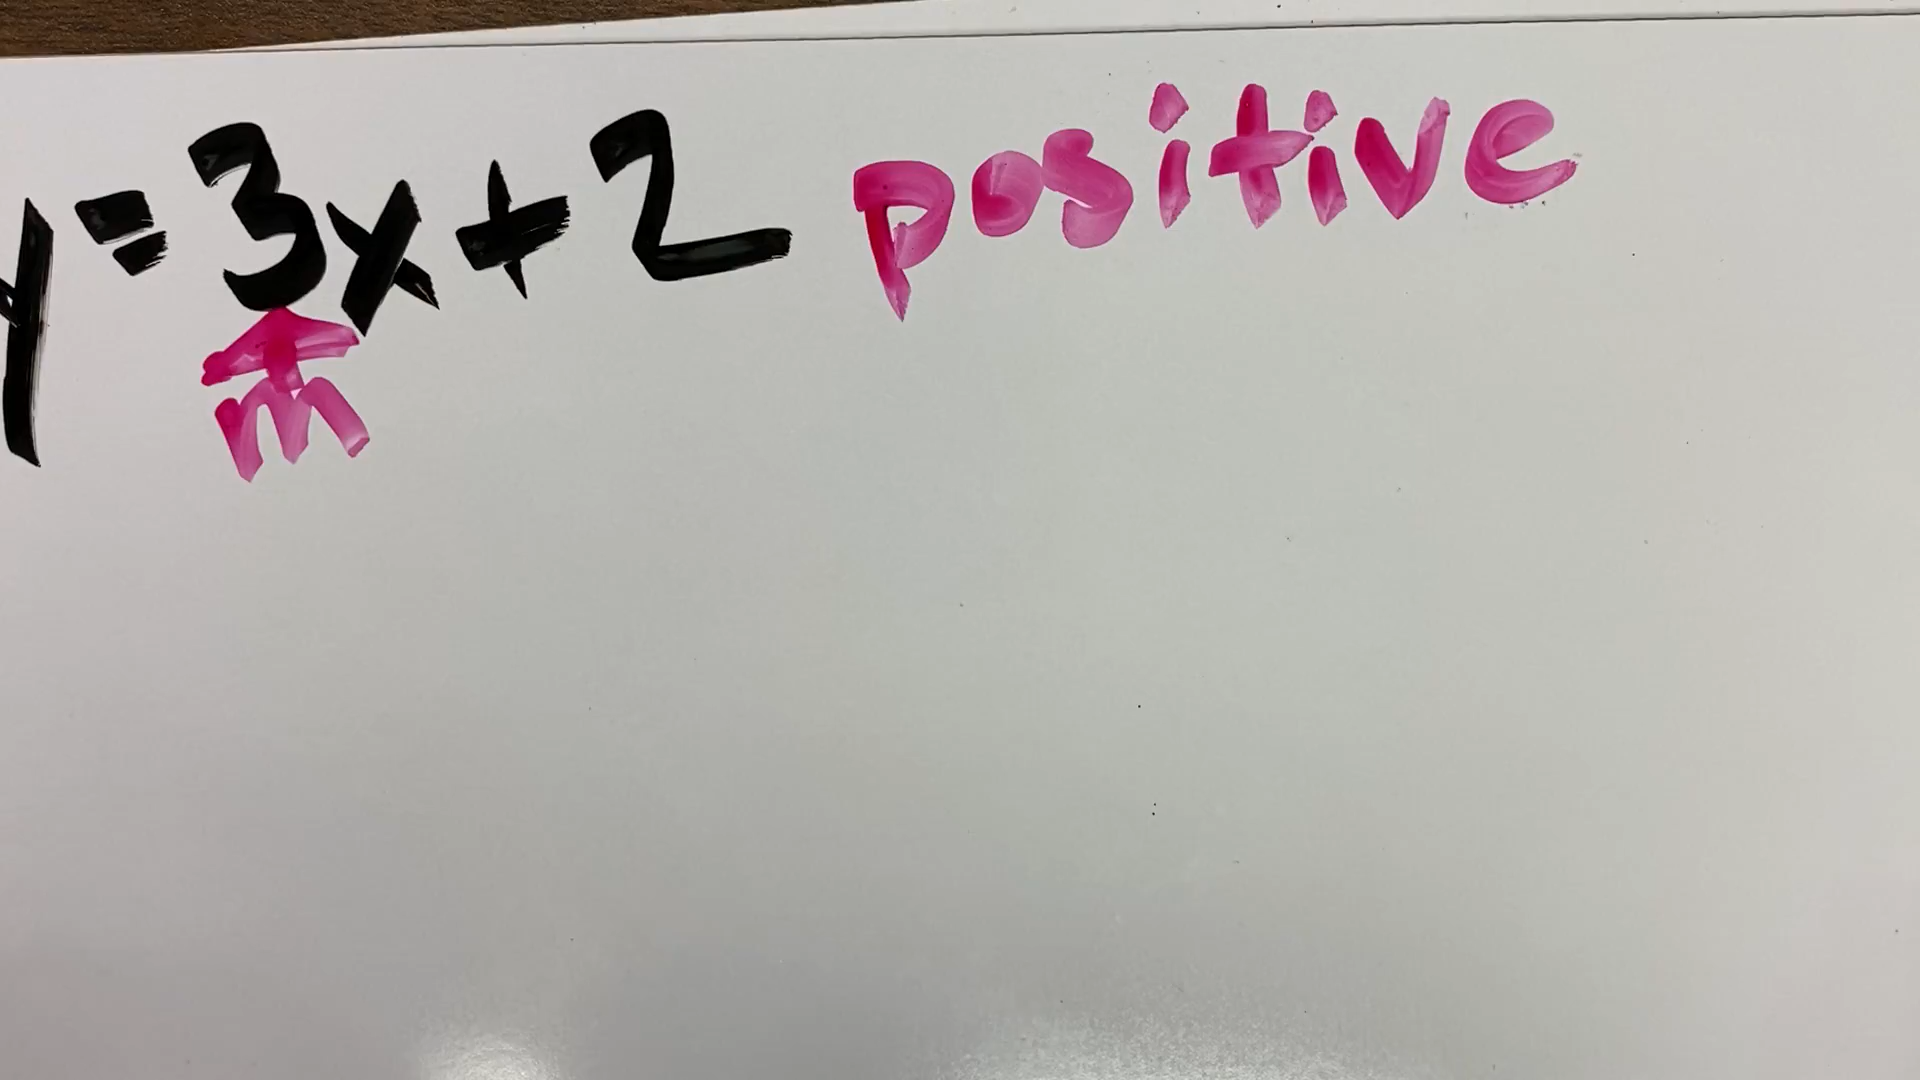 y=3x+2 positive
↑
m